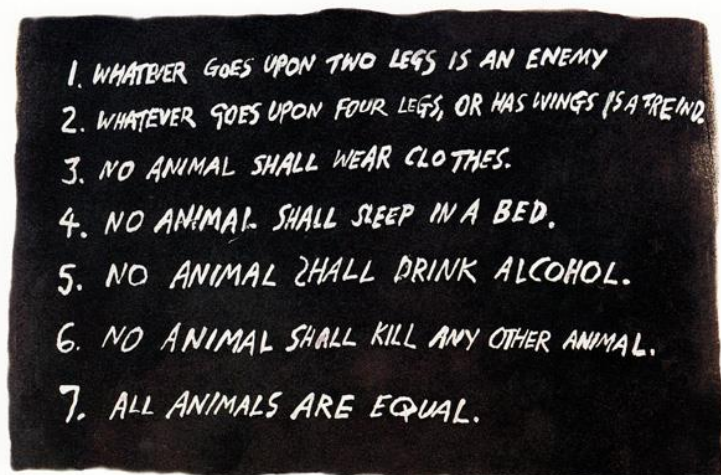 1. WHATEVER GOES UPON TWO LEGS IS AN ENEMY
2. WHATEVER GOES UPON FOUR LEGS, OR HAS WINGS IS A TREIND.
3. NO ANIMAL SHALL WEAR CLOTHES.
4. NO ANIMAL SHALL SLEEP IN A BED.
5. NO ANIMAL SHALL DRINK ALCOHOL.
6. NO ANIMAL SHALL KILL ANY OTHER ANIMAL.
7. ALL ANIMALS ARE EQUAL.